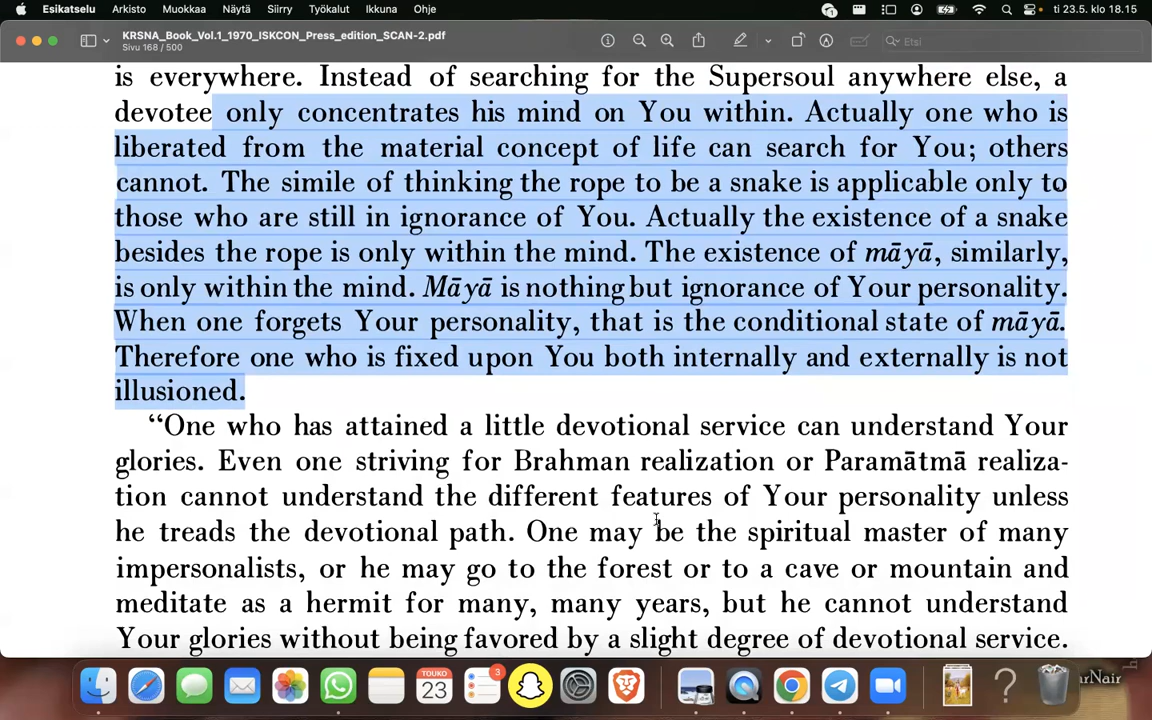 Esikatselu Arkisto Muokkaa Näytä Siirry Työkalut Ikkuna Ohje ti 23.5. klo 18.15
KRSNA_Book_Vol.1_1970_ISKCON_Press_edition_SCAN-2.pdf
Sivu 168 / 500
Etsi
is everywhere. Instead of searching for the Supersoul anywhere else, a
devotee only concentrates his mind on You within. Actually one who is
liberated from the material concept of life can search for You; others
cannot. The simile of thinking the rope to be a snake is applicable only to
those who are still in ignorance of You. Actually the existence of a snake
besides the rope is only within the mind. The existence of māyā, similarly,
is only within the mind. Māyā is nothing but ignorance of Your personality.
When one forgets Your personality, that is the conditional state of māyā.
Therefore one who is fixed upon You both internally and externally is not
illusioned.
“One who has attained a little devotional service can understand Your
glories. Even one striving for Brahman realization or Paramātmā realiza-
tion cannot understand the different features of Your personality unless
he treads the devotional path. One may be the spiritual master of many
impersonalists, or he may go to the forest or to a cave or mountain and
meditate as a hermit for many, many years, but he cannot understand
Your glories without being favored by a slight degree of devotional service.
TOUKO
23
3
arNair